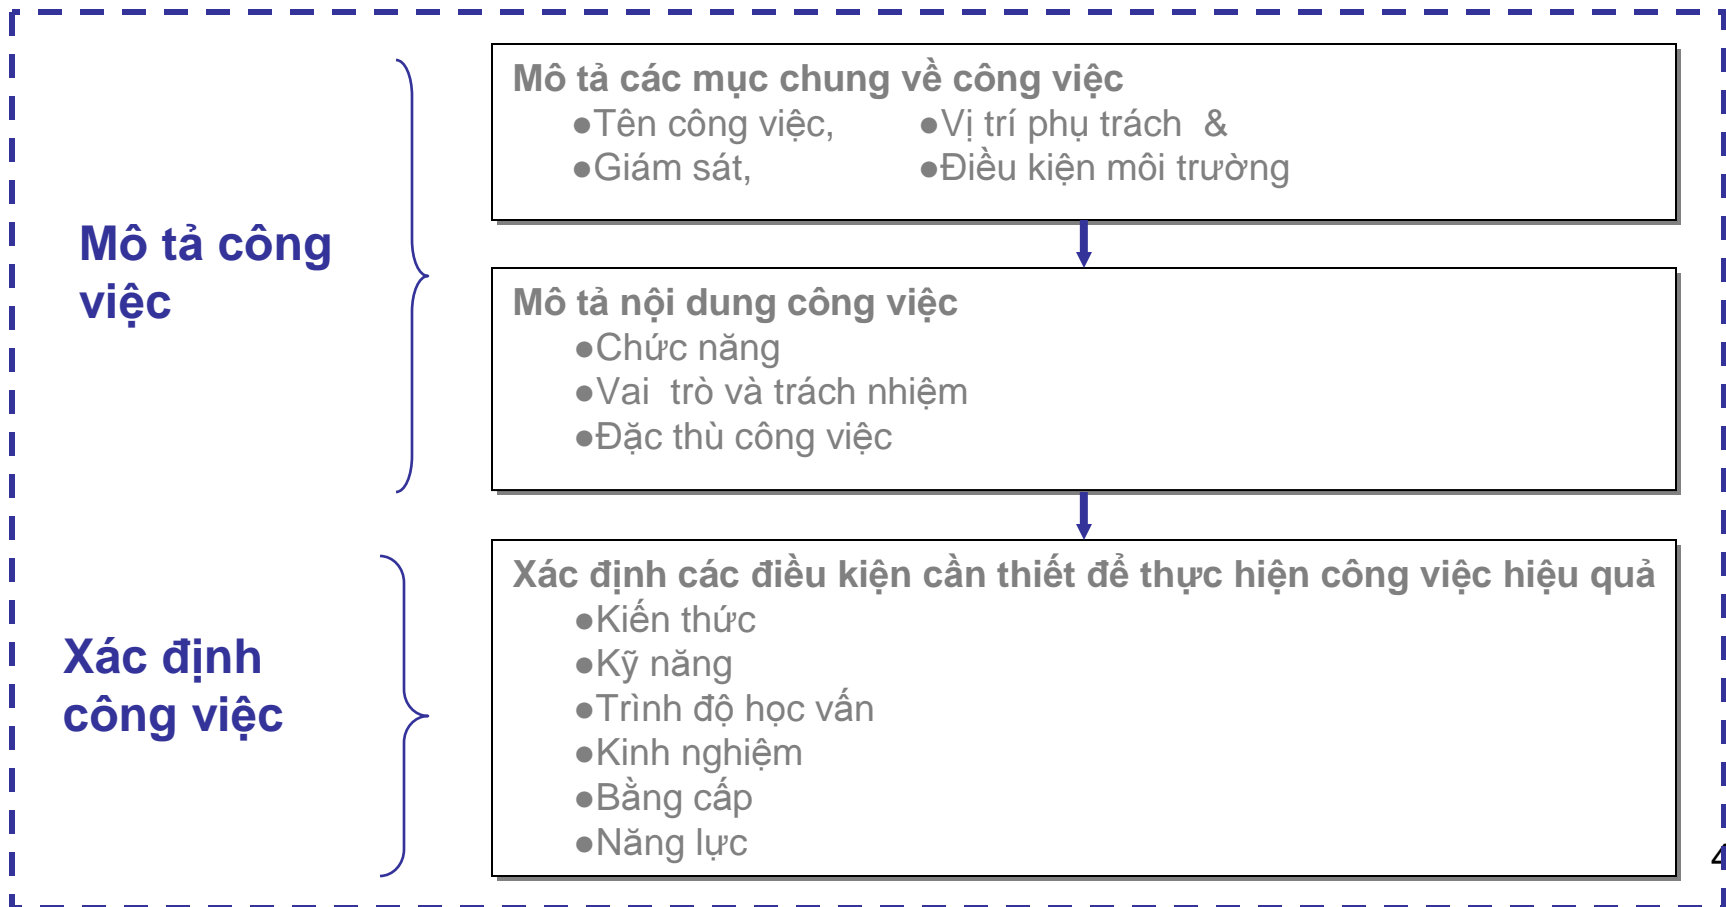 Mô tả công
việc
Mô tả các mục chung về công việc
●Tên công việc, ●Vị trí phụ trách &
●Giám sát, ●Điều kiện môi trường
Mô tả nội dung công việc
●Chức năng
●Vai trò và trách nhiệm
●Đặc thù công việc
Xác định
công việc
Xác định các điều kiện cần thiết để thực hiện công việc hiệu quả
●Kiến thức
●Kỹ năng
●Trình độ học vấn
●Kinh nghiệm
●Bằng cấp
●Năng lực
4